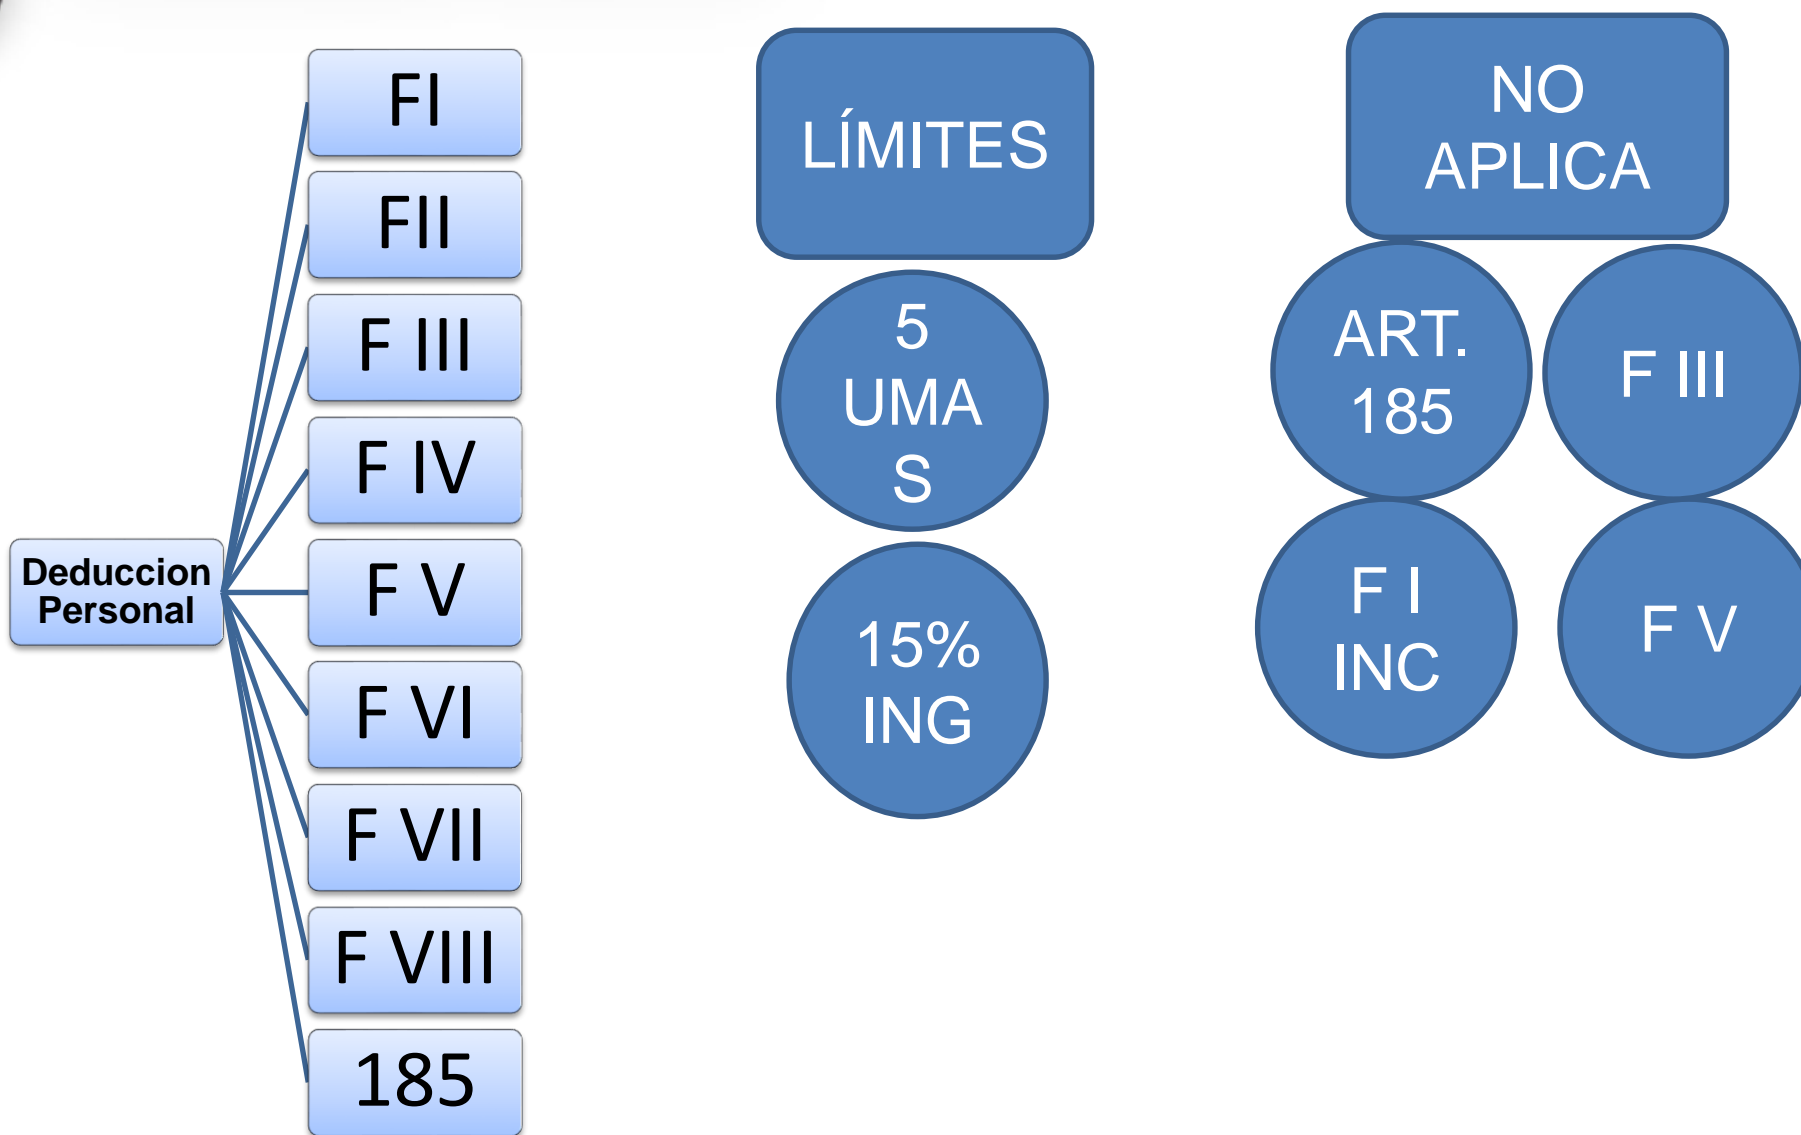 Deduccion
Personal
FI
FII
F III
F IV
F V
F VI
F VII
F VIII
185
LÍMITES
5
UMA
S
15%
ING
NO
APLICA
ART.
185
F III
F I
INC
F V